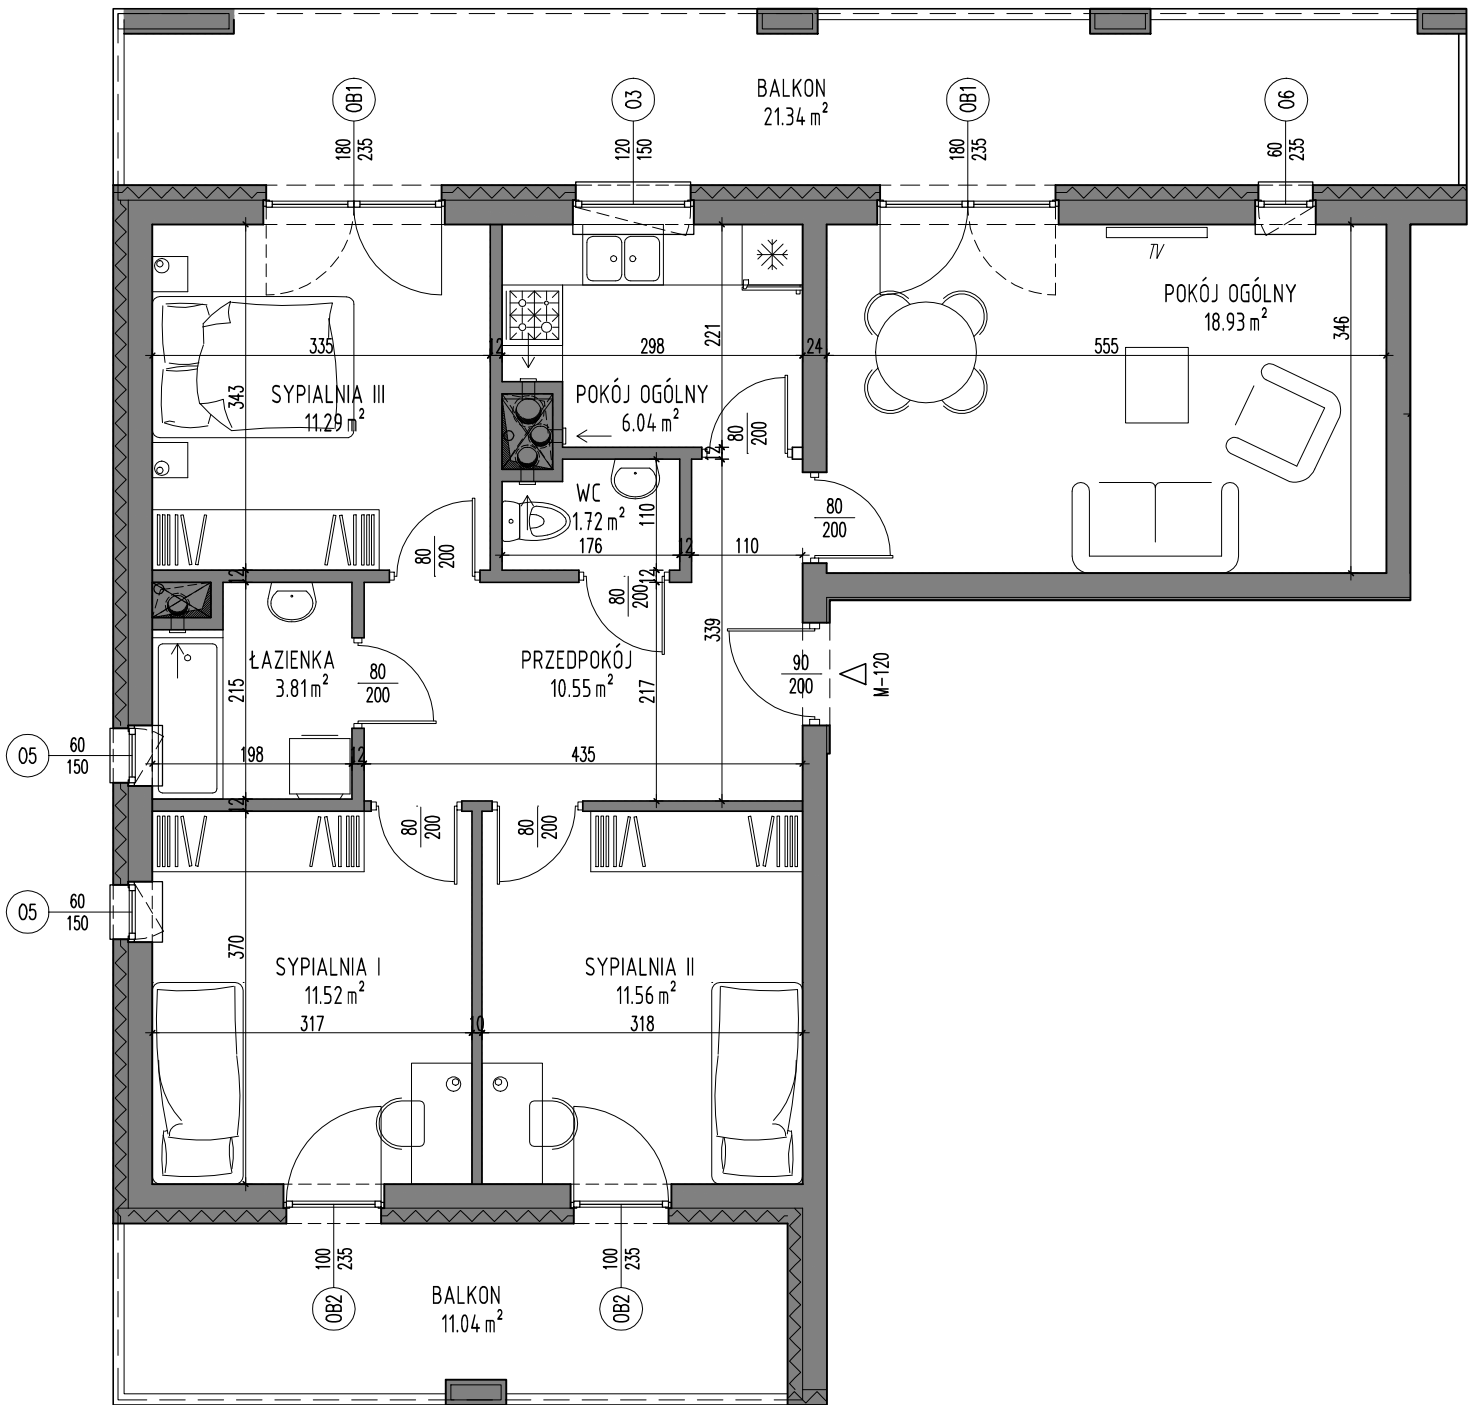 BALKON
21.34 m²
OB1
180
235
O3
120
150
OB1
180
235
O6
60
235
TV
POKÓJ OGÓLNY
18.93 m²
346
555
24
335
12
298
221
343
SYPIALNIA III
11.29 m²
POKÓJ OGÓLNY
6.04 m²
80
200
12
WC
1.72 m²
110
176
12
110
80
200
80
200
12
12
80
200
339
ŁAZIENKA
3.81 m²
215
80
200
PRZEDPOKÓJ
10.55 m²
217
90
200
M-120
O5
60
150
198
12
435
12
80
200
80
200
O5
60
150
370
SYPIALNIA I
11.52 m²
SYPIALNIA II
11.56 m²
317
10
318
100
235
OB2
100
235
OB2
BALKON
11.04 m²